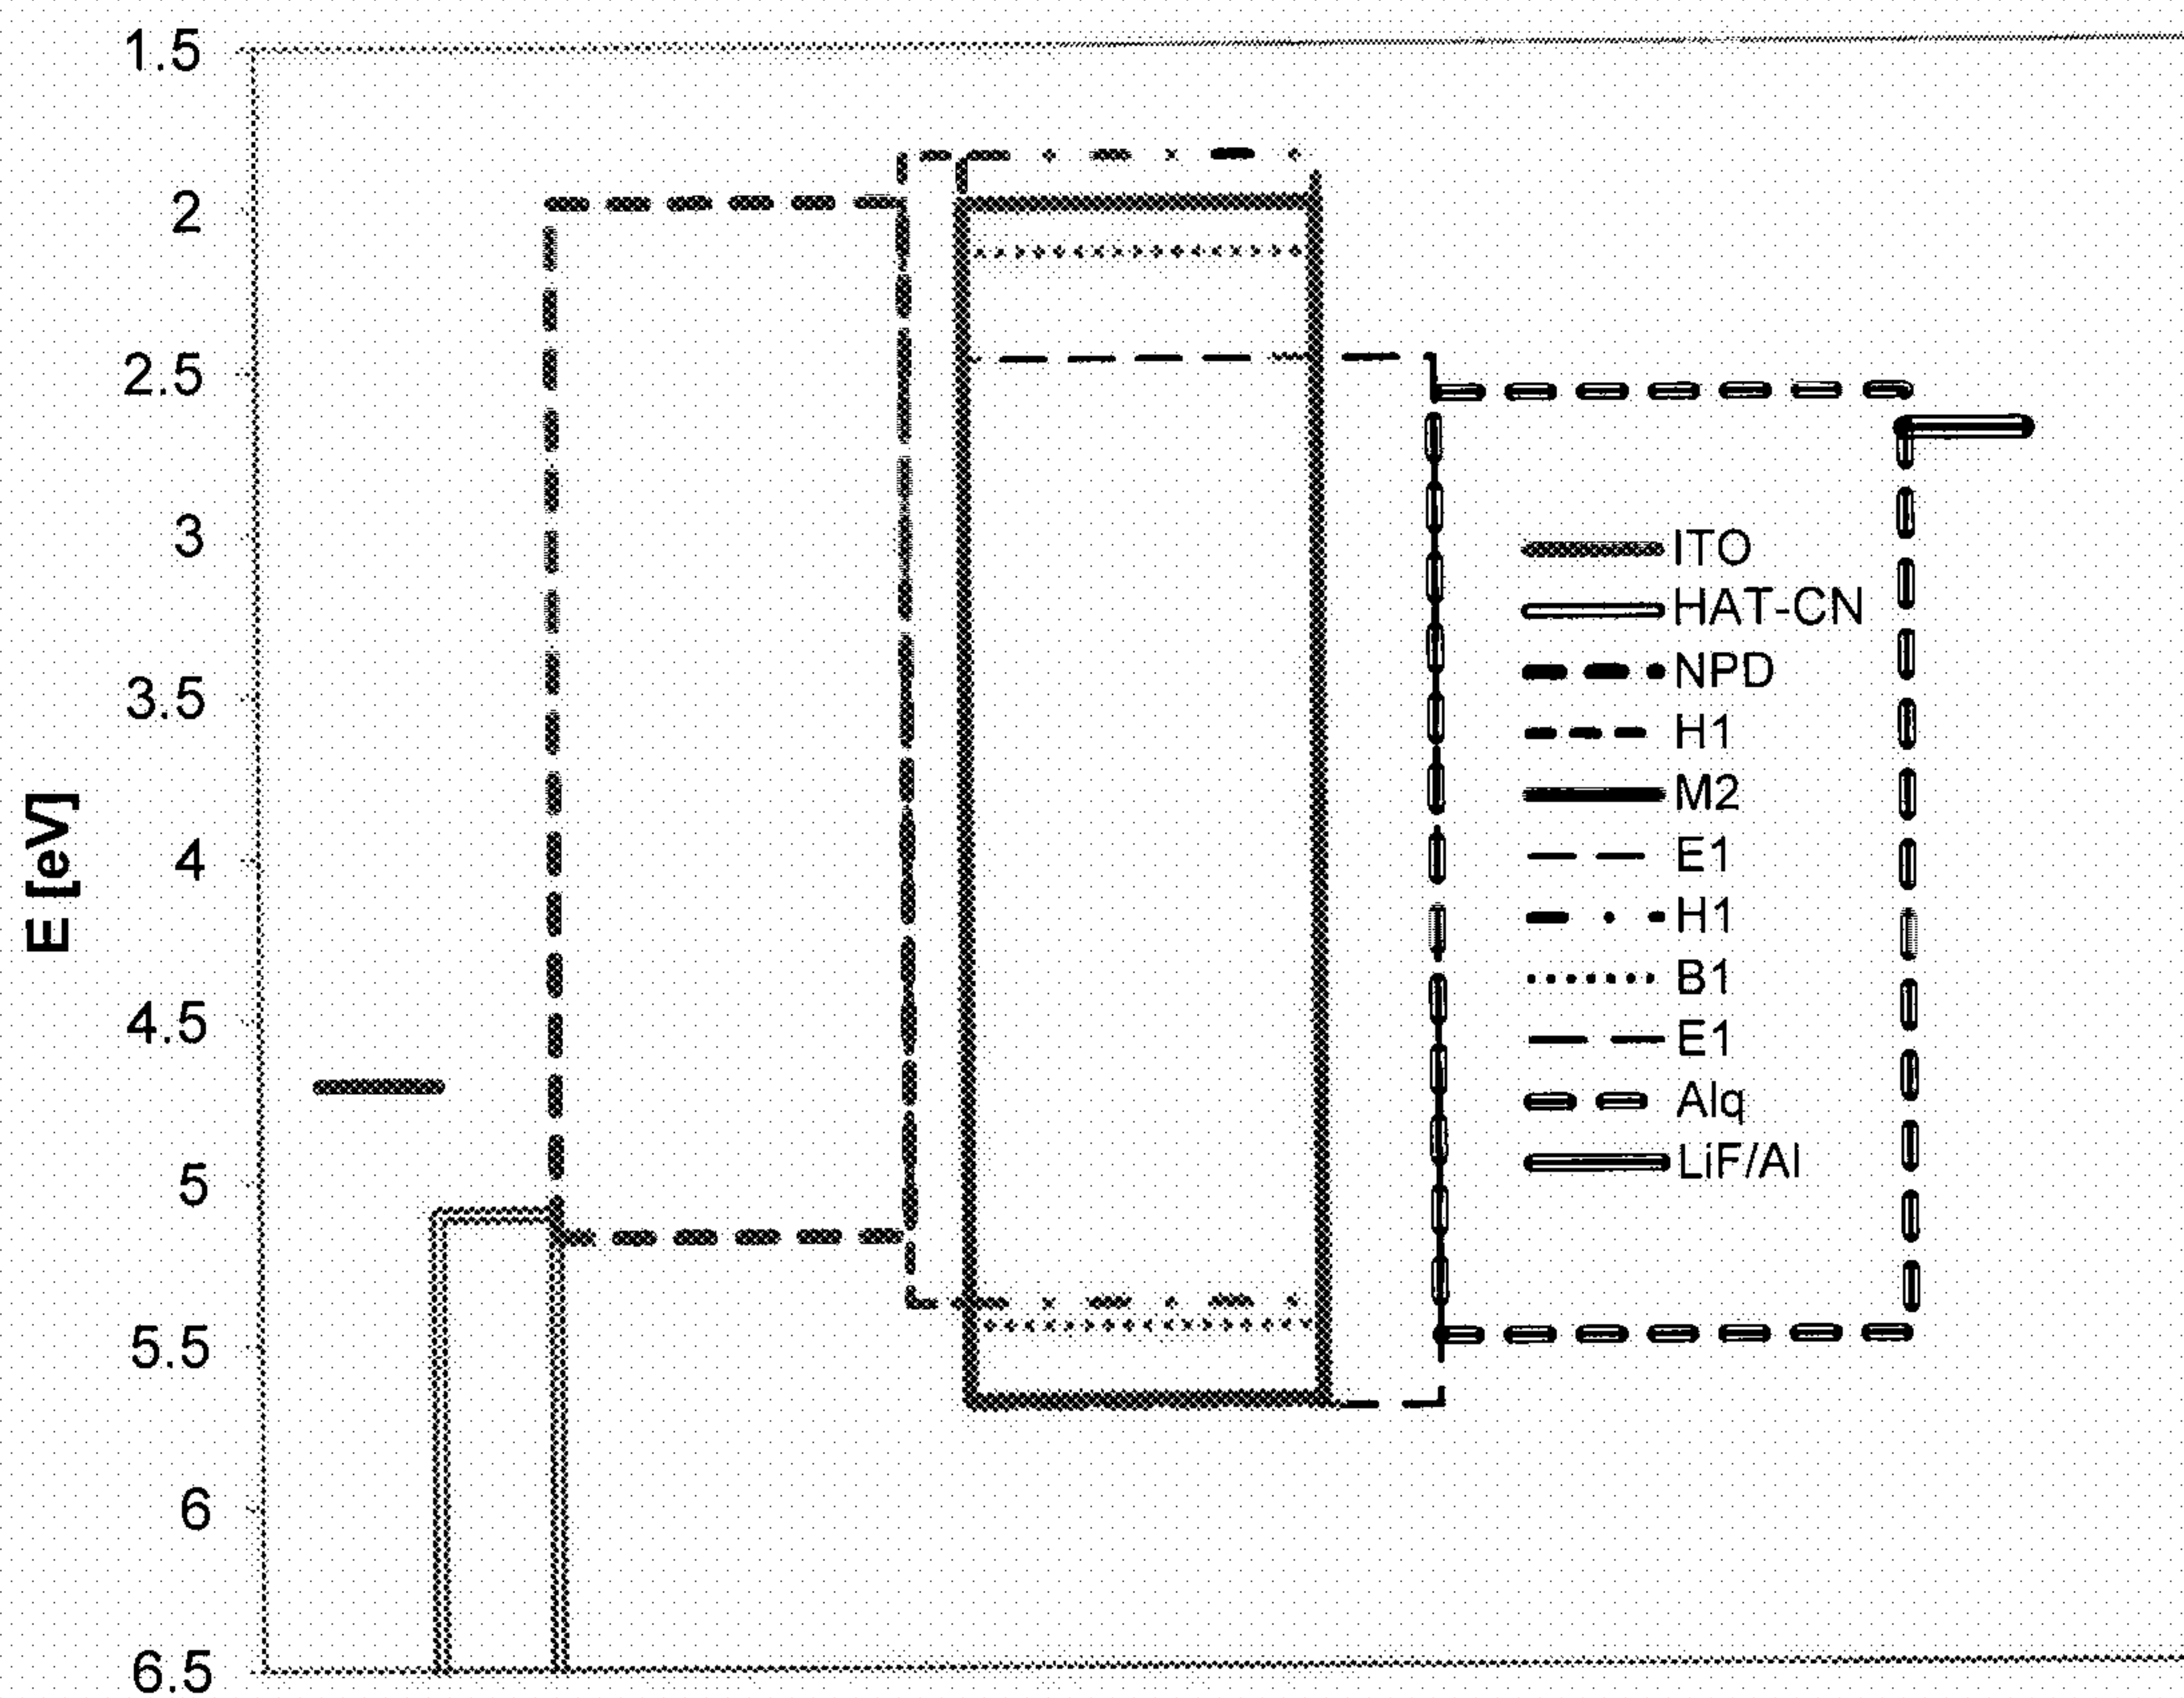 1.5
2
2.5
3
3.5
4
4.5
5
5.5
6
6.5
E [eV]
ITO
HAT-CN
NPD
H1
M2
E1
H1
B1
E1
Alq
LiF/Al